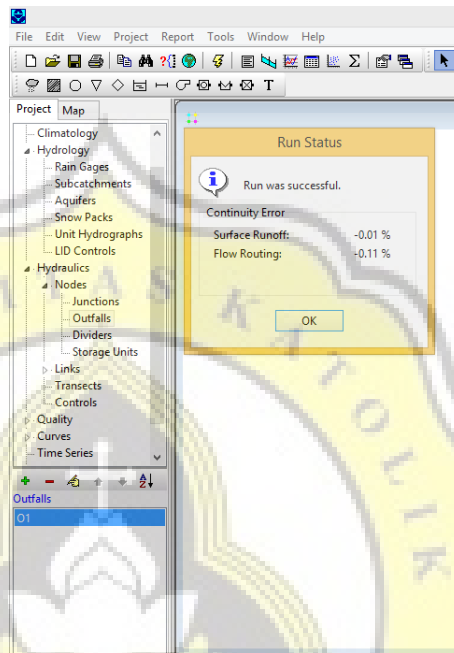 File Edit View Project Report Tools Window Help
T
Project Map
Climatology
Hydrology
Rain Gages
Subcatchments
Aquifers
Snow Packs
Unit Hydrographs
LID Controls
Hydraulics
Nodes
Junctions
Outfalls
Dividers
Storage Units
Links
Transects
Controls
Quality
Curves
Time Series
Outfalls
O1
Run Status
Run was successful.
Continuity Error
Surface Runoff: -0.01 %
Flow Routing: -0.11 %
OK
ITAS KATOLIK